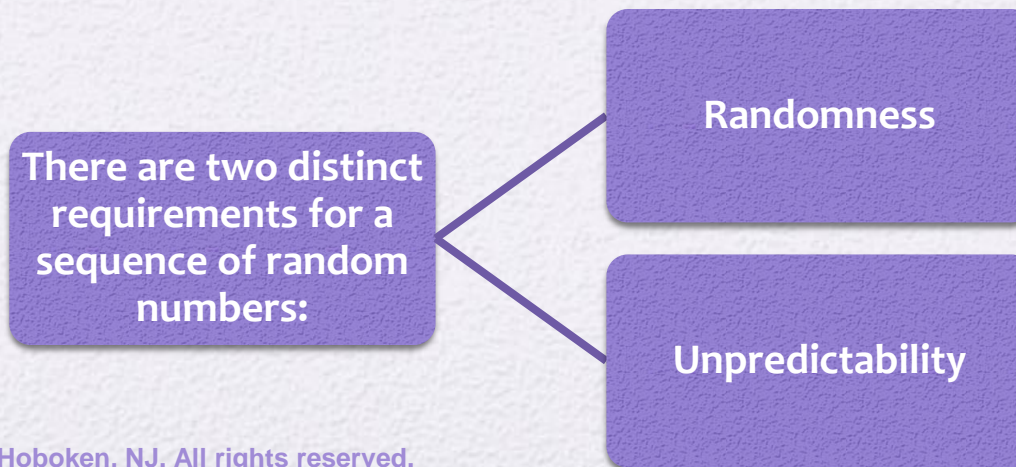 There are two distinct
requirements for a
sequence of random
numbers:
Randomness
Unpredictability
Hoboken, NJ. All rights reserved.